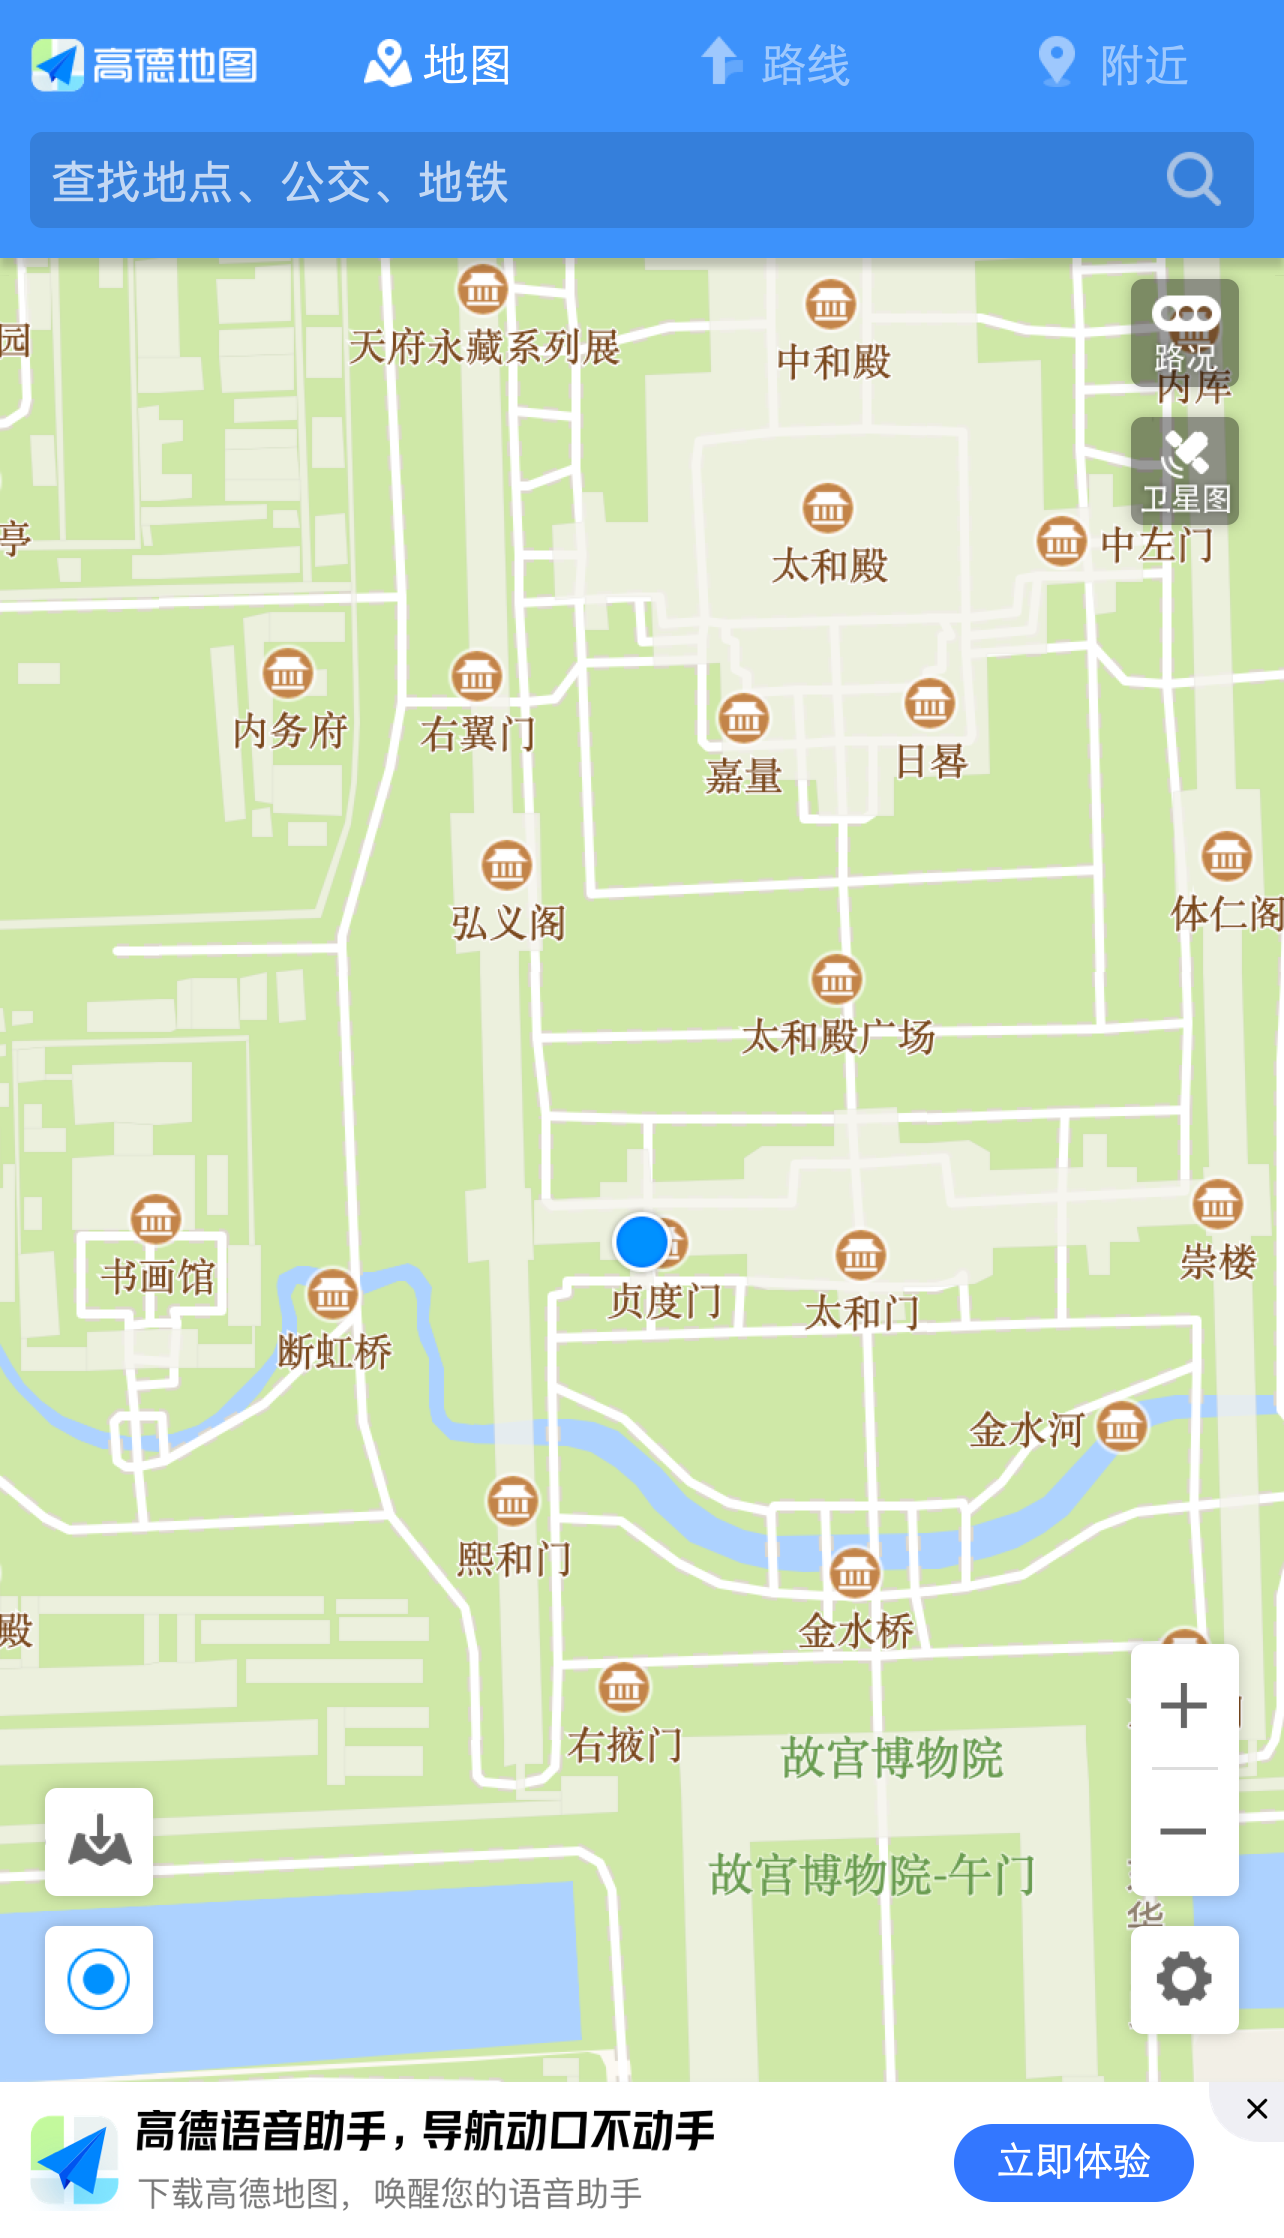 高德地图
地图
路线
附近
查找地点、公交、地铁
园
天府永藏系列展
中和殿
路况
内库
卫星图
亭
太和殿
中左门
内务府
右翼门
嘉量
日晷
弘义阁
体仁阁
太和殿广场
书画馆
断虹桥
贞度门
太和门
崇楼
金水河
熙和门
殿
金水桥
右掖门
故宫博物院
故宫博物院-午门
华
高德语音助手，导航动口不动手
下载高德地图，唤醒您的语音助手
立即体验